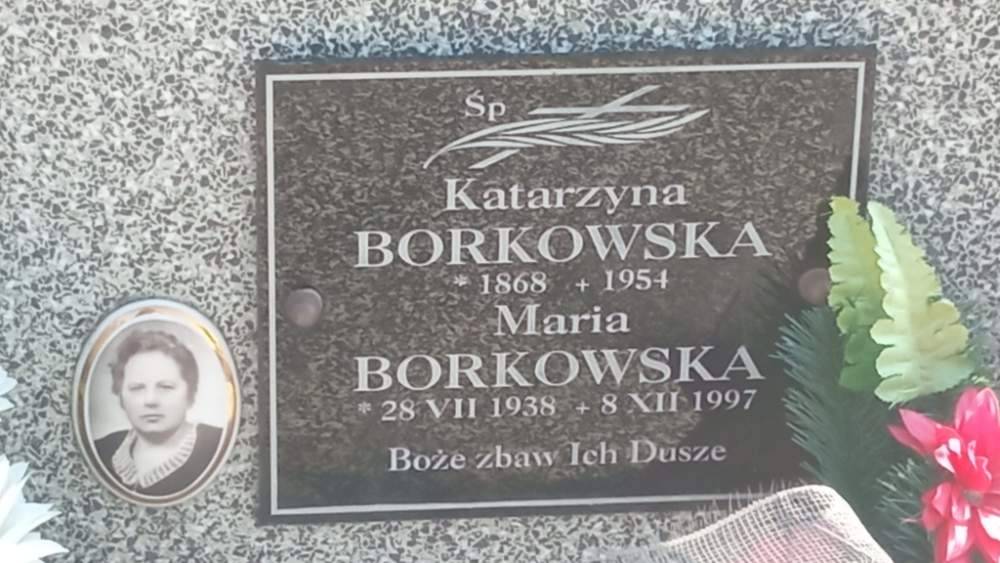 Śp
Katarzyna
BORKOWSKA
* 1868 + 1954
Maria
BORKOWSKA
* 28 VII 1938 + 8 XII 1997
Boże zbaw Ich Dusze